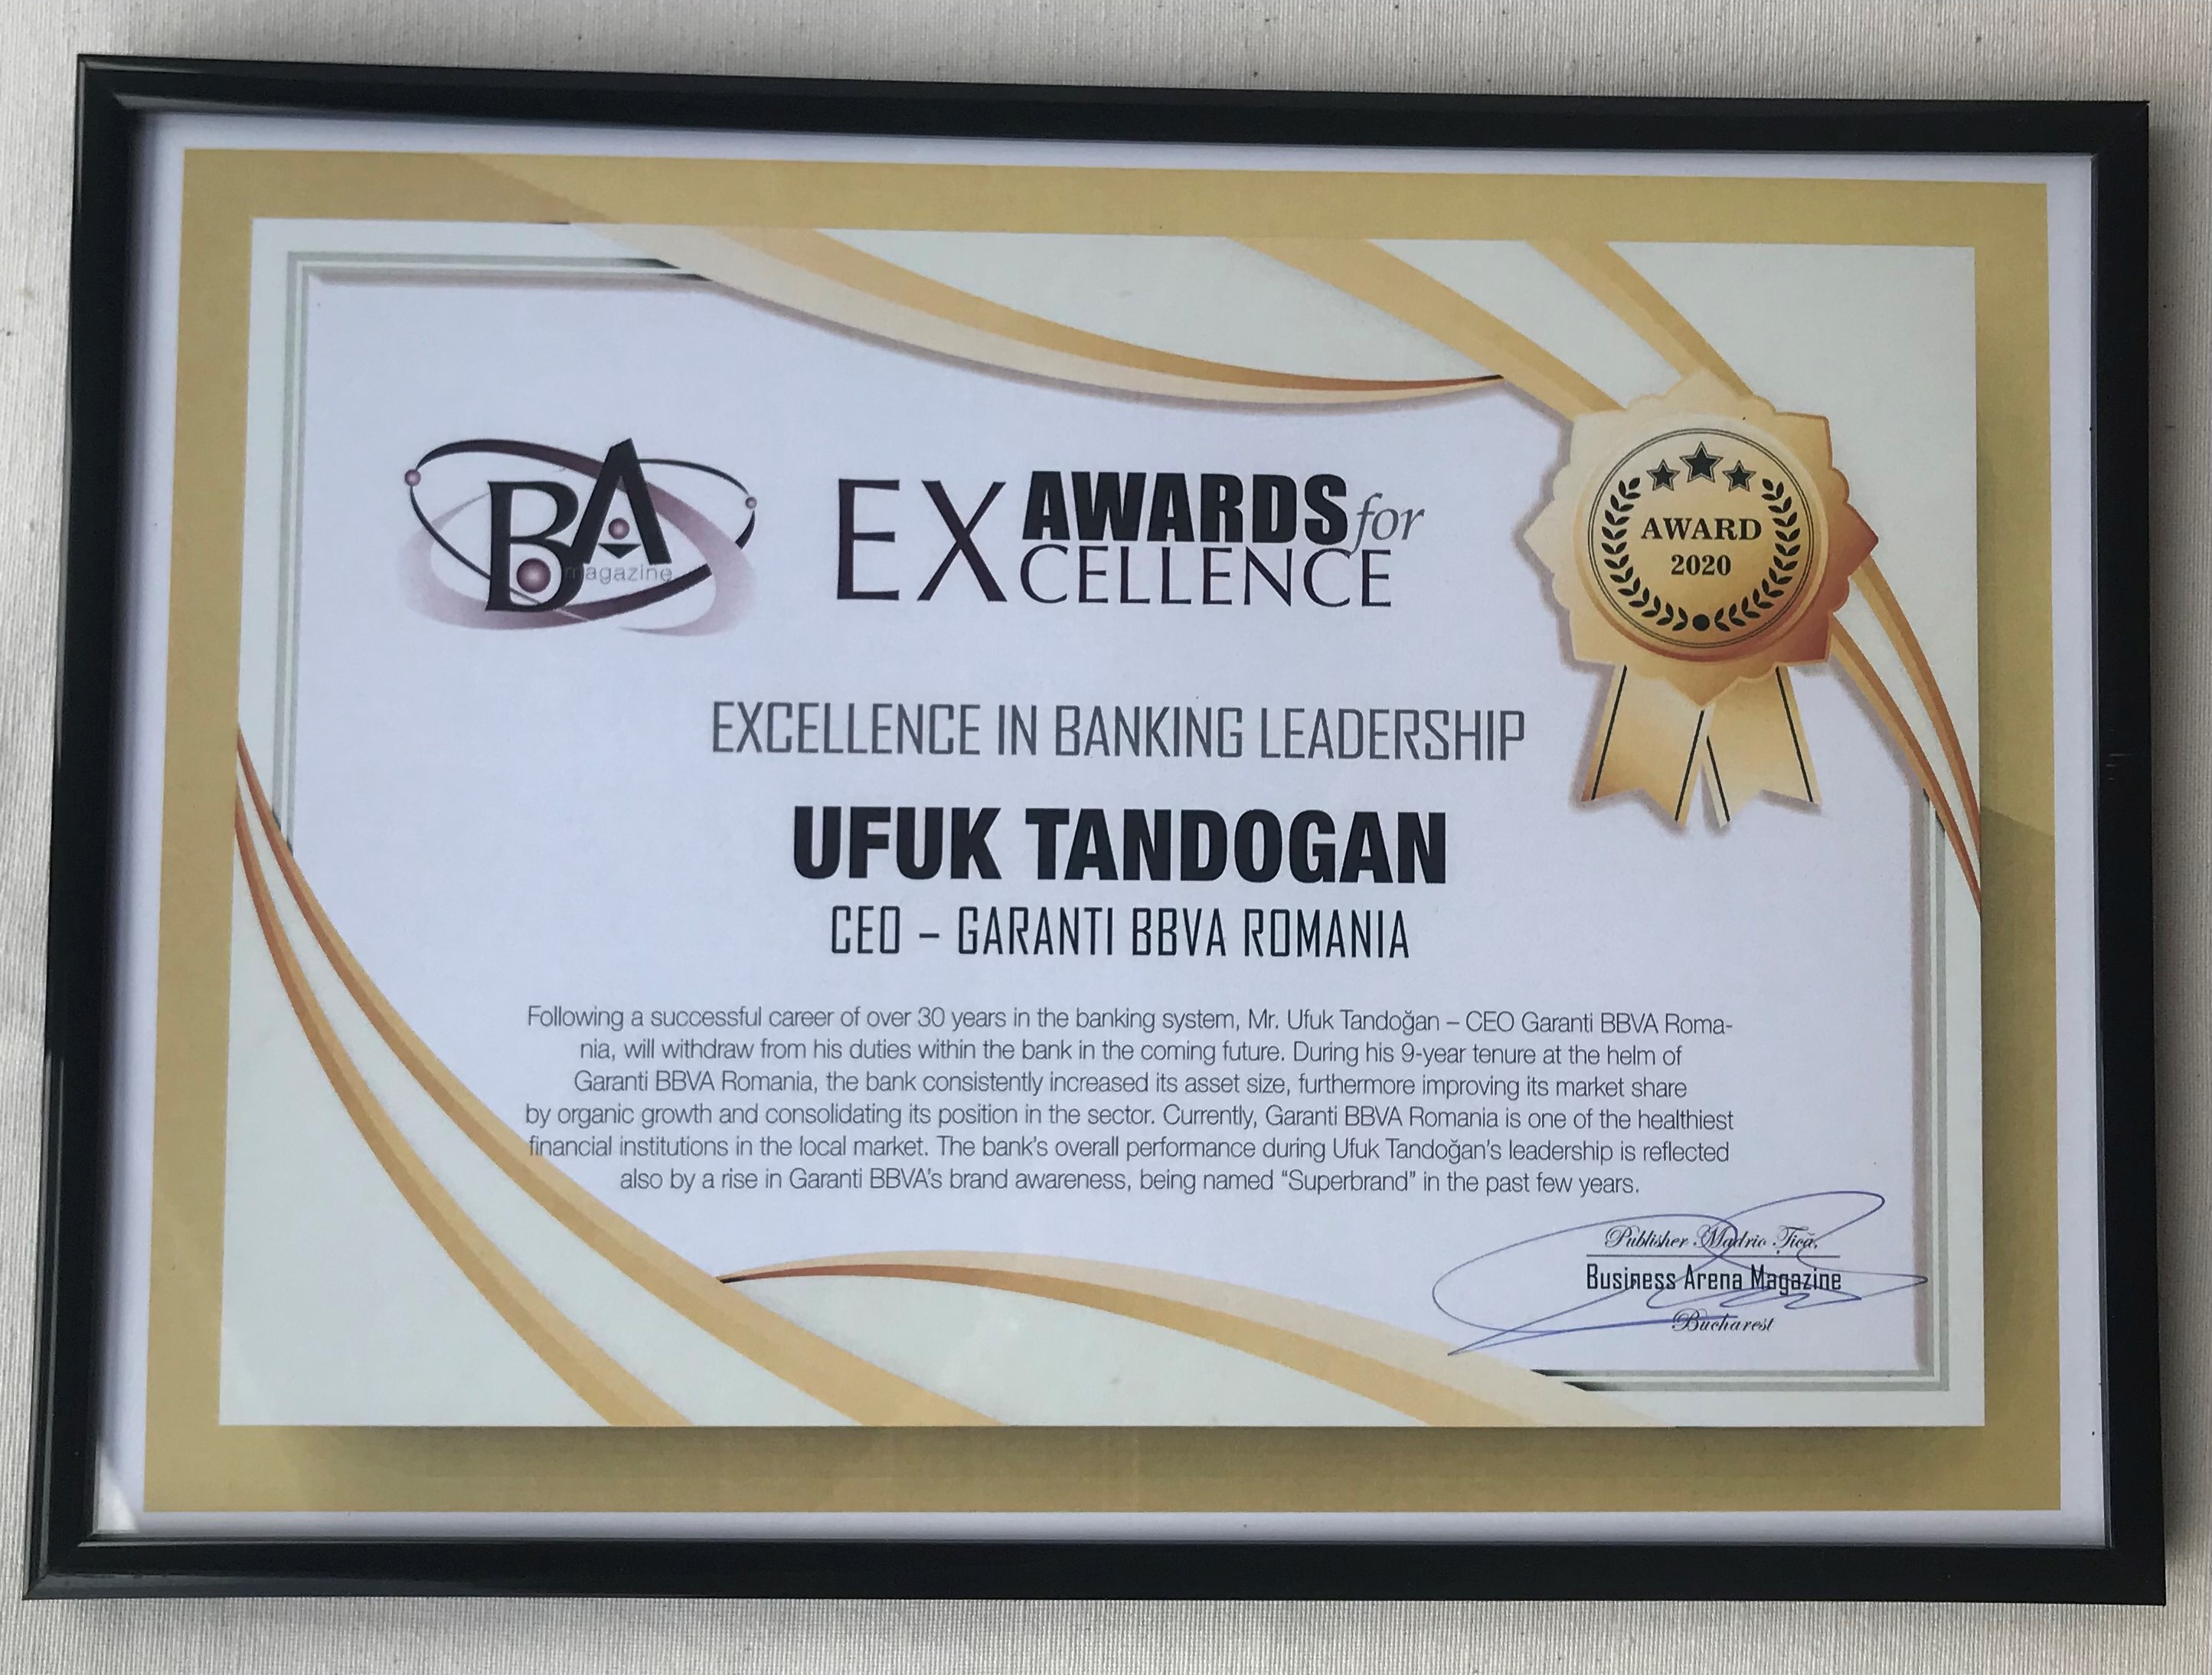 BA
magazine
EXCELLENCE
AWARDS for
AWARD
2020
EXCELLENCE IN BANKING LEADERSHIP
UFUK TANDOGAN
CEO – GARANTI BBVA ROMANIA
Following a successful career of over 30 years in the banking system, Mr. Ufuk Tandoğan – CEO Garanti BBVA Roma-
nia, will withdraw from his duties within the bank in the coming future. During his 9-year tenure at the helm of
Garanti BBVA Romania, the bank consistently increased its asset size, furthermore improving its market share
by organic growth and consolidating its position in the sector. Currently, Garanti BBVA Romania is one of the healthiest
financial institutions in the local market. The bank's overall performance during Ufuk Tandoğan's leadership is reflected
also by a rise in Garanti BBVA's brand awareness, being named “Superbrand” in the past few years.
Publisher Madrio Țică,
Business Arena Magazine
Bucharest